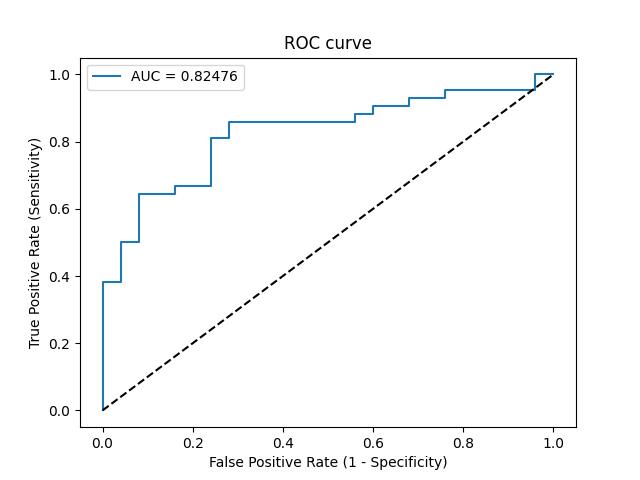 ROC curve
AUC = 0.82476
1.0
0.8
0.6
0.4
0.2
0.0
True Positive Rate (Sensitivity)
0.0 0.2 0.4 0.6 0.8 1.0
False Positive Rate (1 - Specificity)